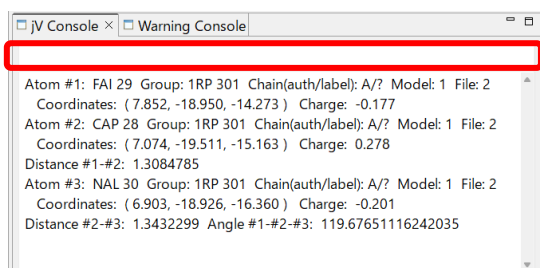 jV Console × Warning Console
Atom #1: FAI 29 Group: 1RP 301 Chain(auth/label): A/? Model: 1 File: 2
Coordinates: ( 7.852, -18.950, -14.273 ) Charge: -0.177
Atom #2: CAP 28 Group: 1RP 301 Chain(auth/label): A/? Model: 1 File: 2
Coordinates: ( 7.074, -19.511, -15.163 ) Charge: 0.278
Distance #1-#2: 1.3084785
Atom #3: NAL 30 Group: 1RP 301 Chain(auth/label): A/? Model: 1 File: 2
Coordinates: ( 6.903, -18.926, -16.360 ) Charge: -0.201
Distance #2-#3: 1.3432299 Angle #1-#2-#3: 119.67651116242035